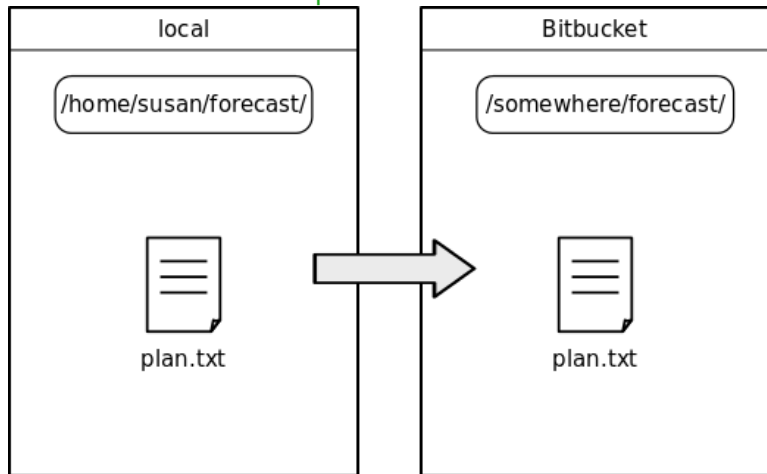 local
Bitbucket
/home/susan/forecast/
/somewhere/forecast/
plan.txt
plan.txt